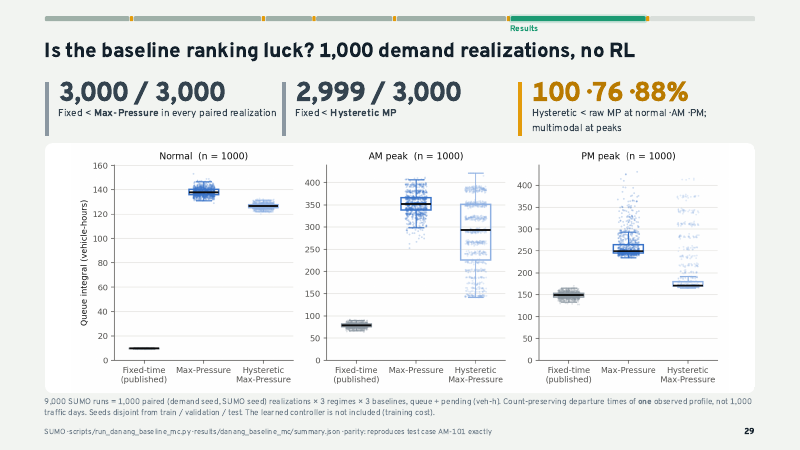 Results
Is the baseline ranking luck? 1,000 demand realizations, no RL
3,000 / 3,000
Fixed < Max-Pressure in every paired realization
2,999 / 3,000
Fixed < Hysteretic MP
100 ·76 ·88%
Hysteretic < raw MP at normal ·AM ·PM;
multimodal at peaks
Normal (n = 1000)
Queue integral (vehicle-hours)
160
140
120
100
80
60
40
20
0
Fixed-time
(published)
Max-Pressure
Hysteretic
Max-Pressure
AM peak (n = 1000)
400
350
300
250
200
150
100
50
0
Fixed-time
(published)
Max-Pressure
Hysteretic
Max-Pressure
PM peak (n = 1000)
400
350
300
250
200
150
100
50
0
Fixed-time
(published)
Max-Pressure
Hysteretic
Max-Pressure
9,000 SUMO runs = 1,000 paired (demand seed, SUMO seed) realizations × 3 regimes × 3 baselines, queue + pending (veh-h). Count-preserving departure times of one observed profile, not 1,000
traffic days. Seeds disjoint from train / validation / test. The learned controller is not included (training cost).
SUMO ·scripts/run_danang_baseline_mc.py ·results/danang_baseline_mc/summary.json ·parity: reproduces test case AM-101 exactly
29